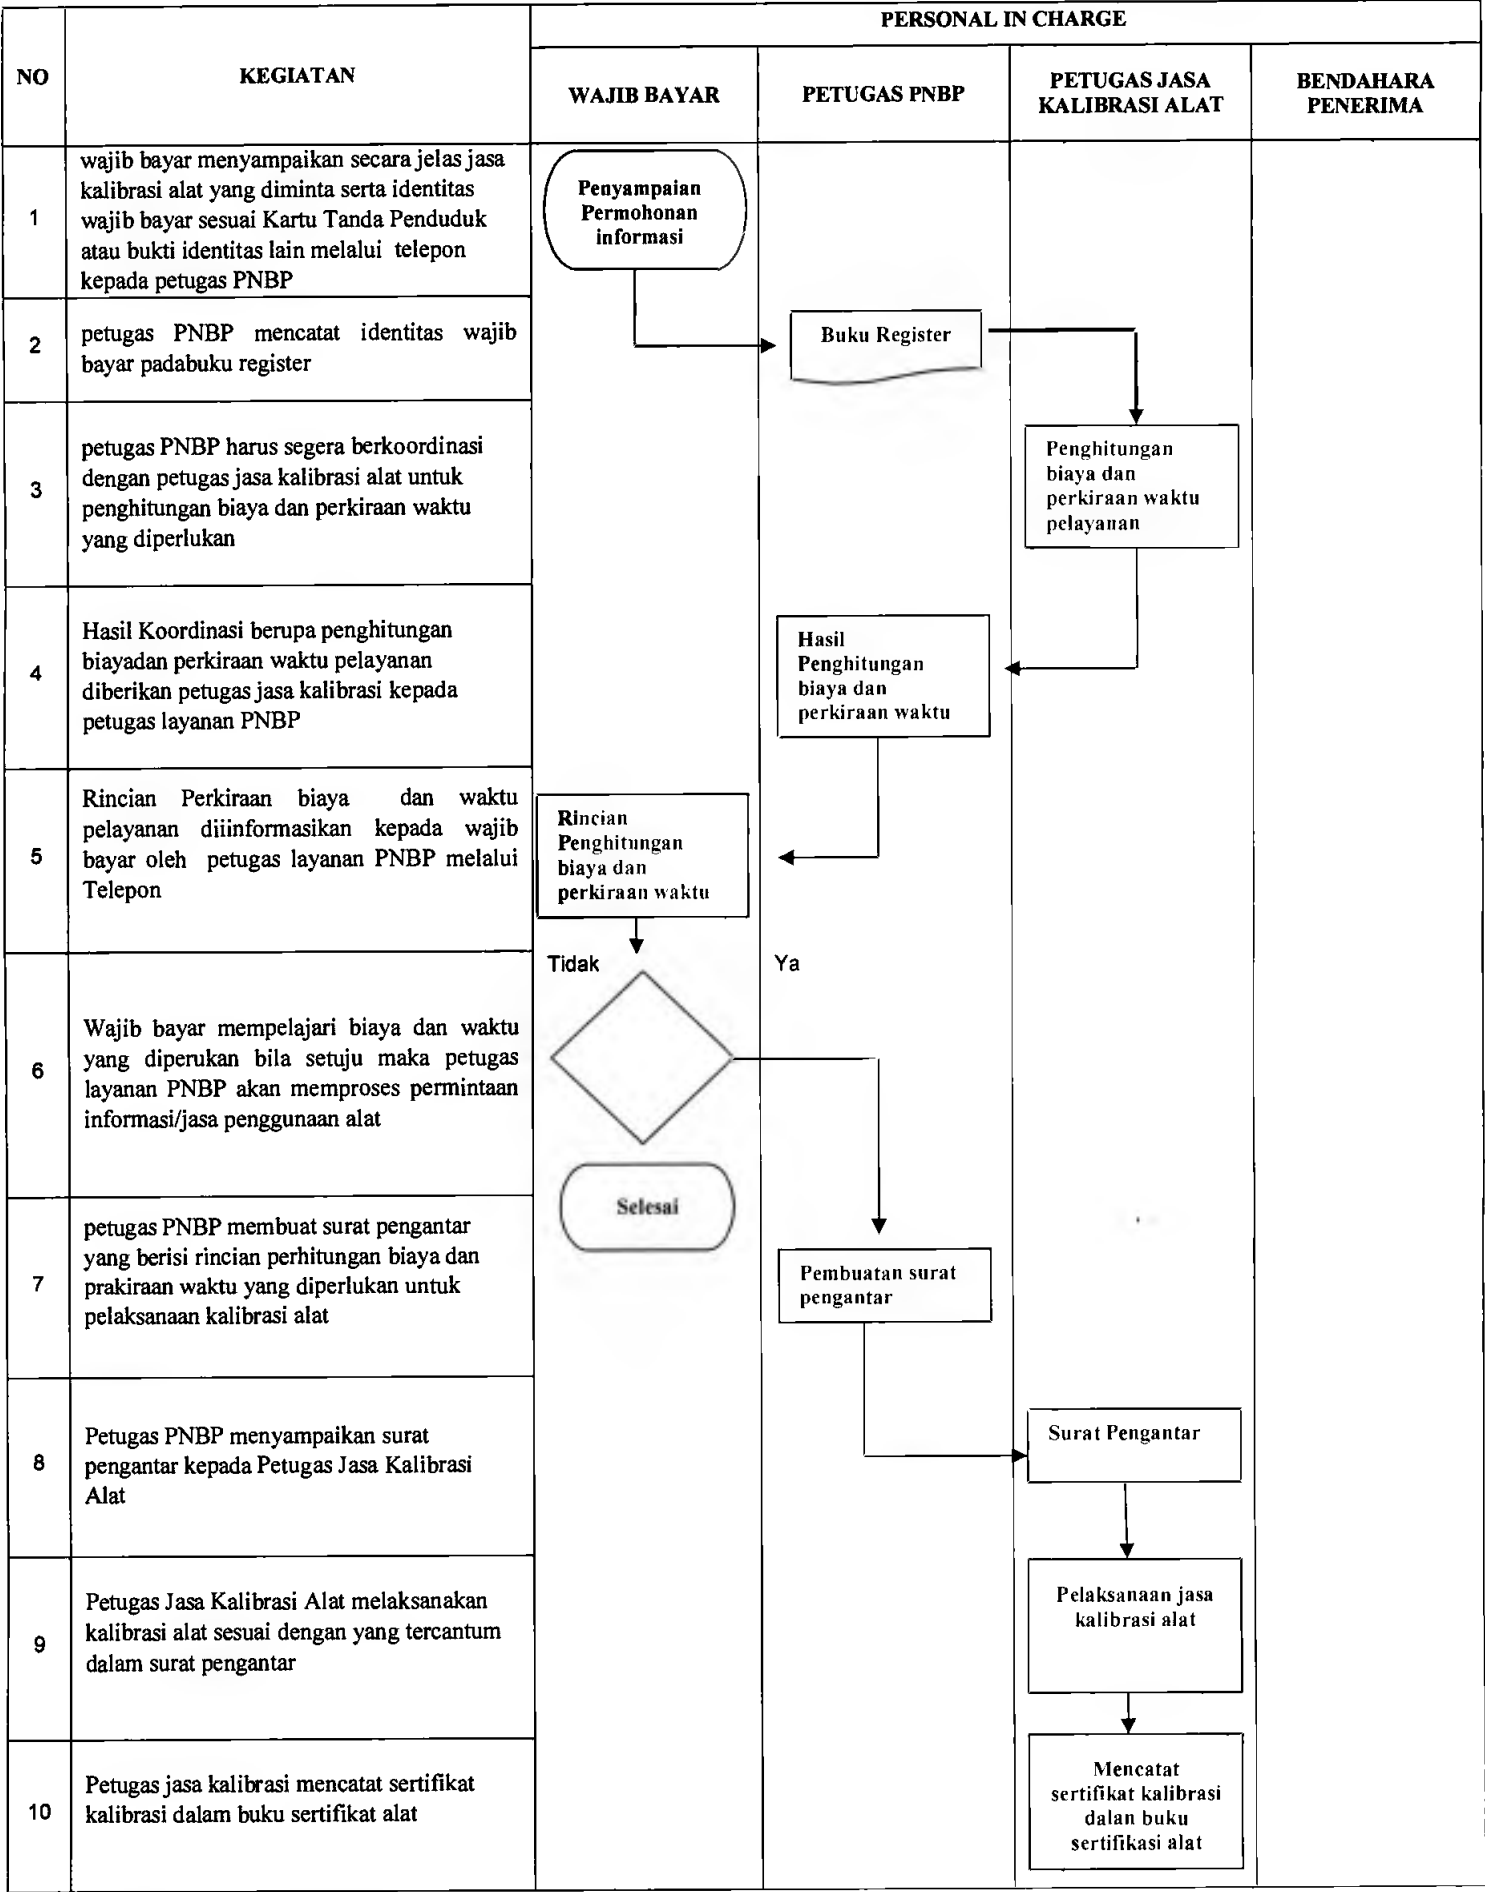 PERSONAL IN CHARGE
NO
KEGIATAN
WAJIB BAYAR
PETUGAS PNBP
PETUGAS JASA
KALIBRASI ALAT
BENDAHARA
PENERIMA
1
wajib bayar menyampaikan secara jelas jasa
kalibrasi alat yang diminta serta identitas
wajib bayar sesuai Kartu Tanda Penduduk
atau bukti identitas lain melalui telepon
kepada petugas PNBP
Penyampaian
Permohonan
informasi
2
petugas PNBP mencatat identitas wajib
bayar padabuku register
Buku Register
3
petugas PNBP harus segera berkoordinasi
dengan petugas jasa kalibrasi alat untuk
penghitungan biaya dan perkiraan waktu
yang diperlukan
Penghitungan
biaya dan
perkiraan waktu
pelayanan
4
Hasil Koordinasi berupa penghitungan
biayadan perkiraan waktu pelayanan
diberikan petugas jasa kalibrasi kepada
petugas layanan PNBP
Hasil
Penghitungan
biaya dan
perkiraan waktu
5
Rincian Perkiraan biaya dan waktu
pelayanan diiinformasikan kepada wajib
bayar oleh petugas layanan PNBP melalui
Telepon
Rincian
Penghitungan
biaya dan
perkiraan waktu
Tidak
Ya
6
Wajib bayar mempelajari biaya dan waktu
yang diperukan bila setuju maka petugas
layanan PNBP akan memproses permintaan
informasi/jasa penggunaan alat
Selesai
7
petugas PNBP membuat surat pengantar
yang berisi rincian perhitungan biaya dan
prakiraan waktu yang diperlukan untuk
pelaksanaan kalibrasi alat
Pembuatan surat
pengantar
8
Petugas PNBP menyampaikan surat
pengantar kepada Petugas Jasa Kalibrasi
Alat
Surat Pengantar
9
Petugas Jasa Kalibrasi Alat melaksanakan
kalibrasi alat sesuai dengan yang tercantum
dalam surat pengantar
Pelaksanaan jasa
kalibrasi alat
10
Petugas jasa kalibrasi mencatat sertifikat
kalibrasi dalam buku sertifikat alat
Mencatat
sertifikat kalibrasi
dalan buku
sertifikasi alat